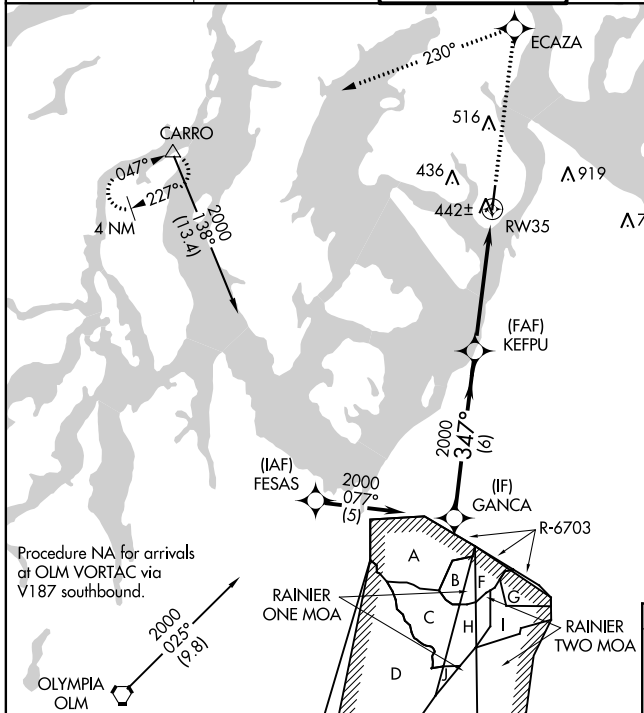 230°
ECAZA
516
CARRO
047°
227°
4 NM
2000
138°
(13.4)
436
919
442±
RW35
7
(FAF)
KEFPU
2000
347°
(6)
(IAF)
FESAS
2000
077°
(5)
(IF)
GANCA
R-6703
Procedure NA for arrivals
at OLM VORTAC via
V187 southbound.
A
B
F
G
RAINIER
ONE MOA
C
H
I
RAINIER
TWO MOA
D
J
2000
025°
(9.8)
OLYMPIA
OLM